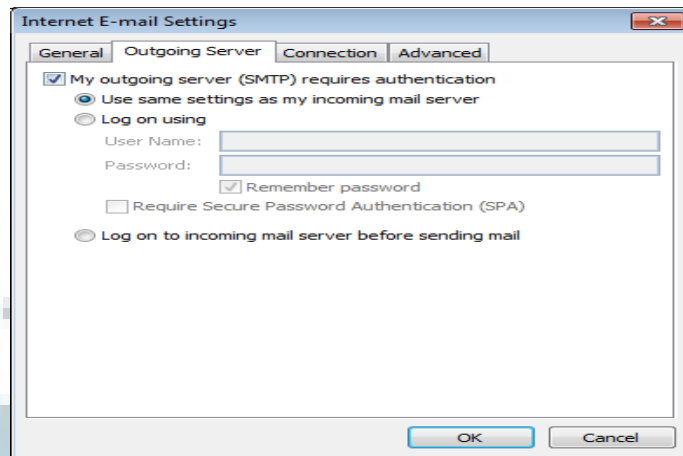 Internet E-mail Settings
General Outgoing Server Connection Advanced
My outgoing server (SMTP) requires authentication
Use same settings as my incoming mail server
Log on using
User Name:
Password:
Remember password
Require Secure Password Authentication (SPA)
Log on to incoming mail server before sending mail
OK Cancel